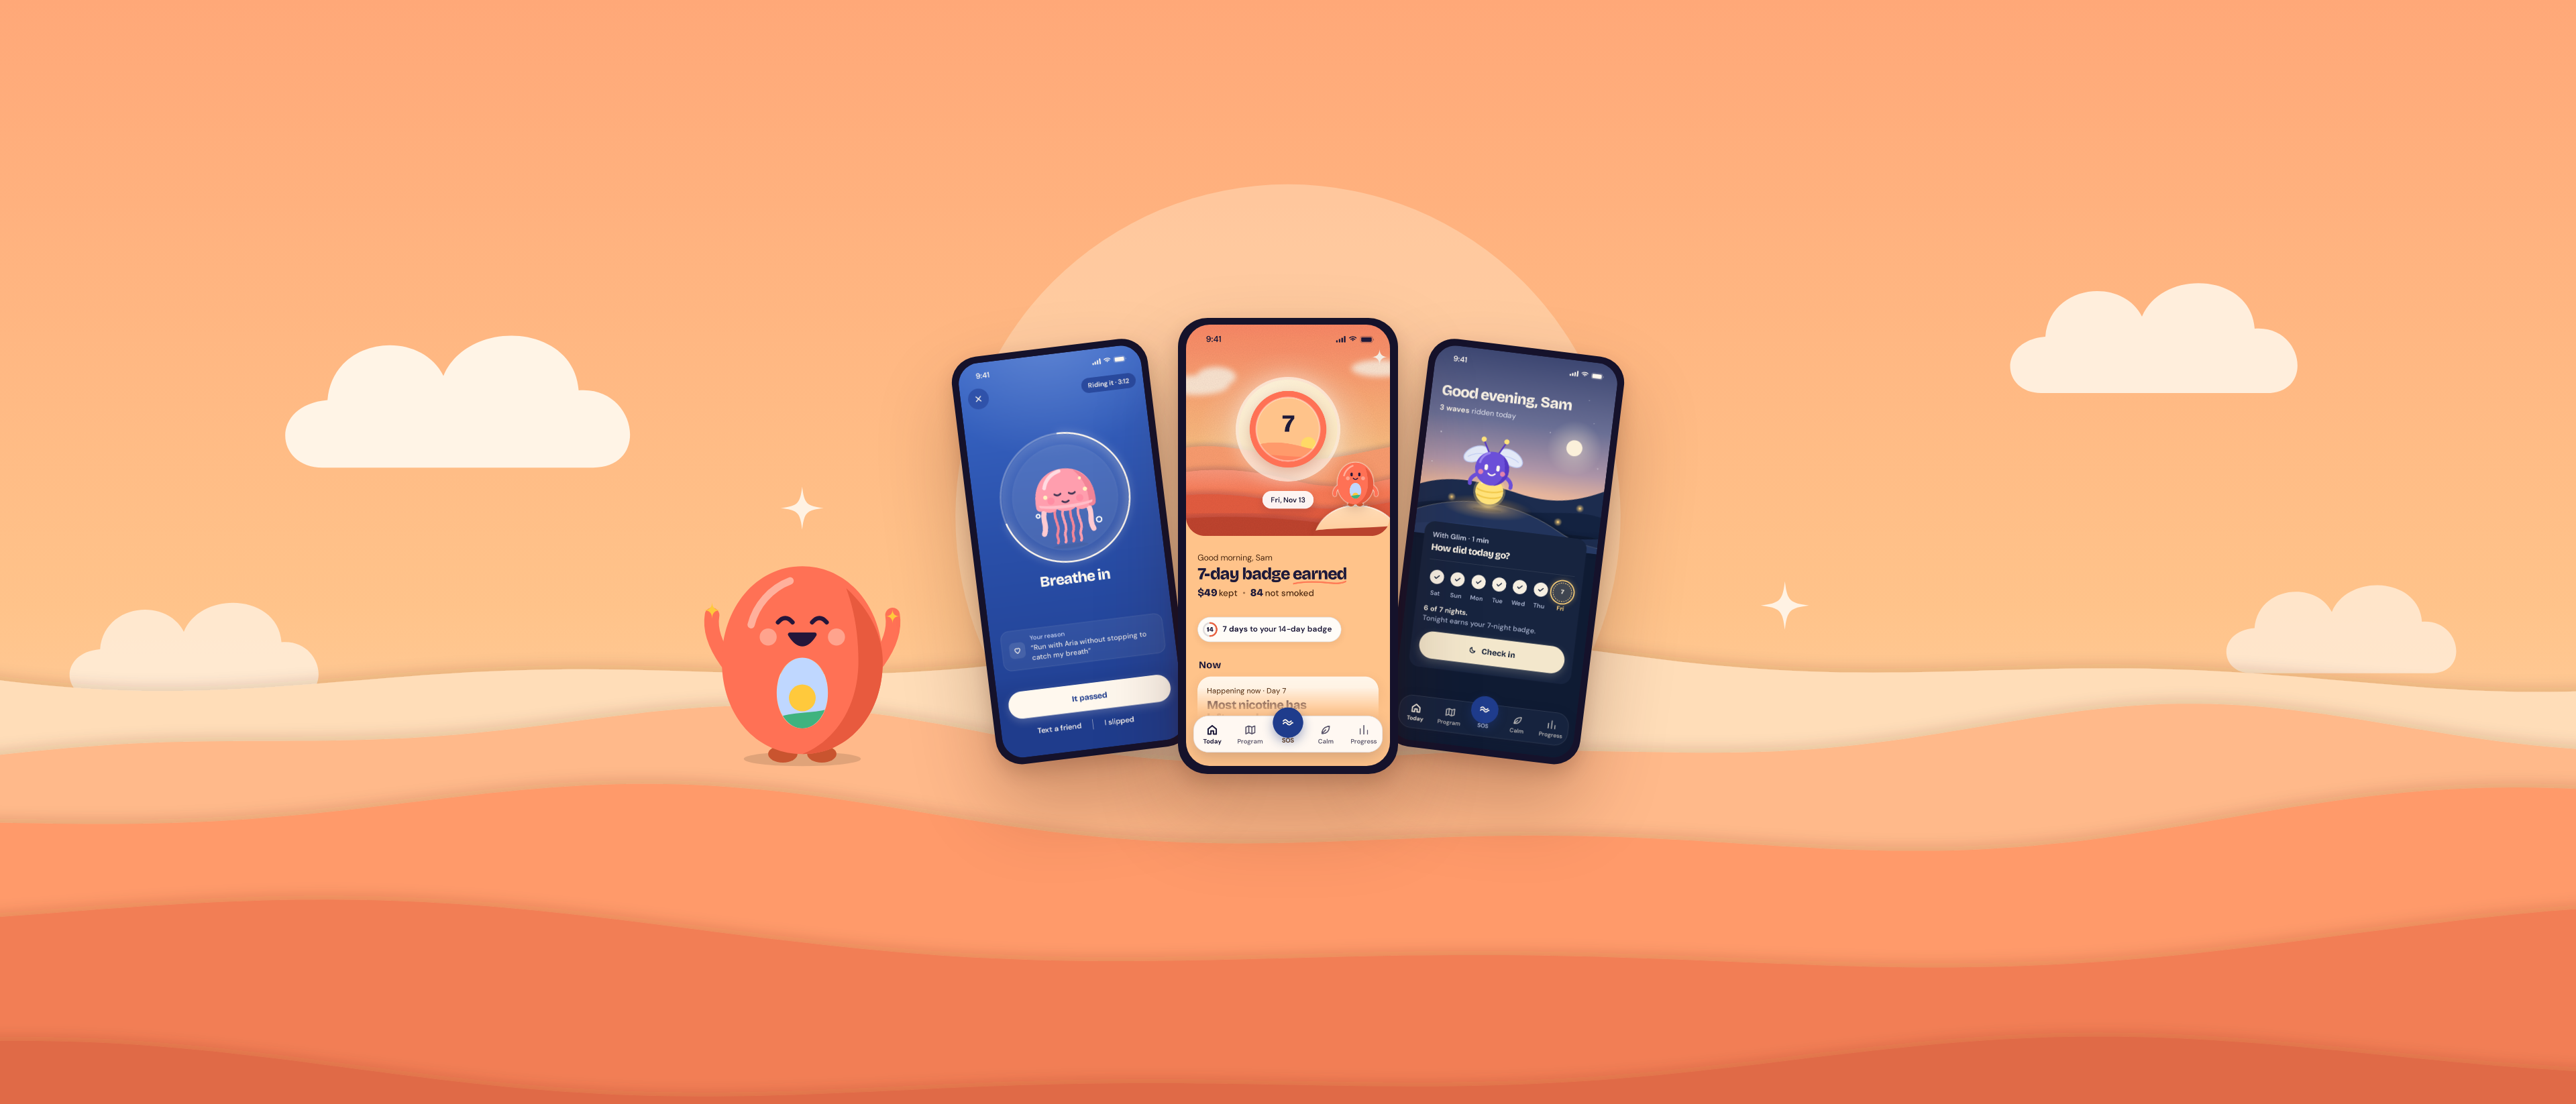 9:41
Riding it · 3:12
Breathe in
Your reason
"Run with Aria without stopping to
catch my breath"
It passed
Text a friend
I slipped
9:41
7
Fri, Nov 13
Good morning, Sam
7-day badge earned
$49 kept · 84 not smoked
14
7 days to your 14-day badge
Now
Happening now · Day 7
Most nicotine has
Today
Program
SOS
Calm
Progress
9:41
Good evening, Sam
3 waves ridden today
With Glim · 1 min
How did today go?
7
Sat
Sun
Mon
Tue
Wed
Thu
Fri
6 of 7 nights.
Tonight earns your 7-night badge.
Check in
Today
Program
SOS
Calm
Progress